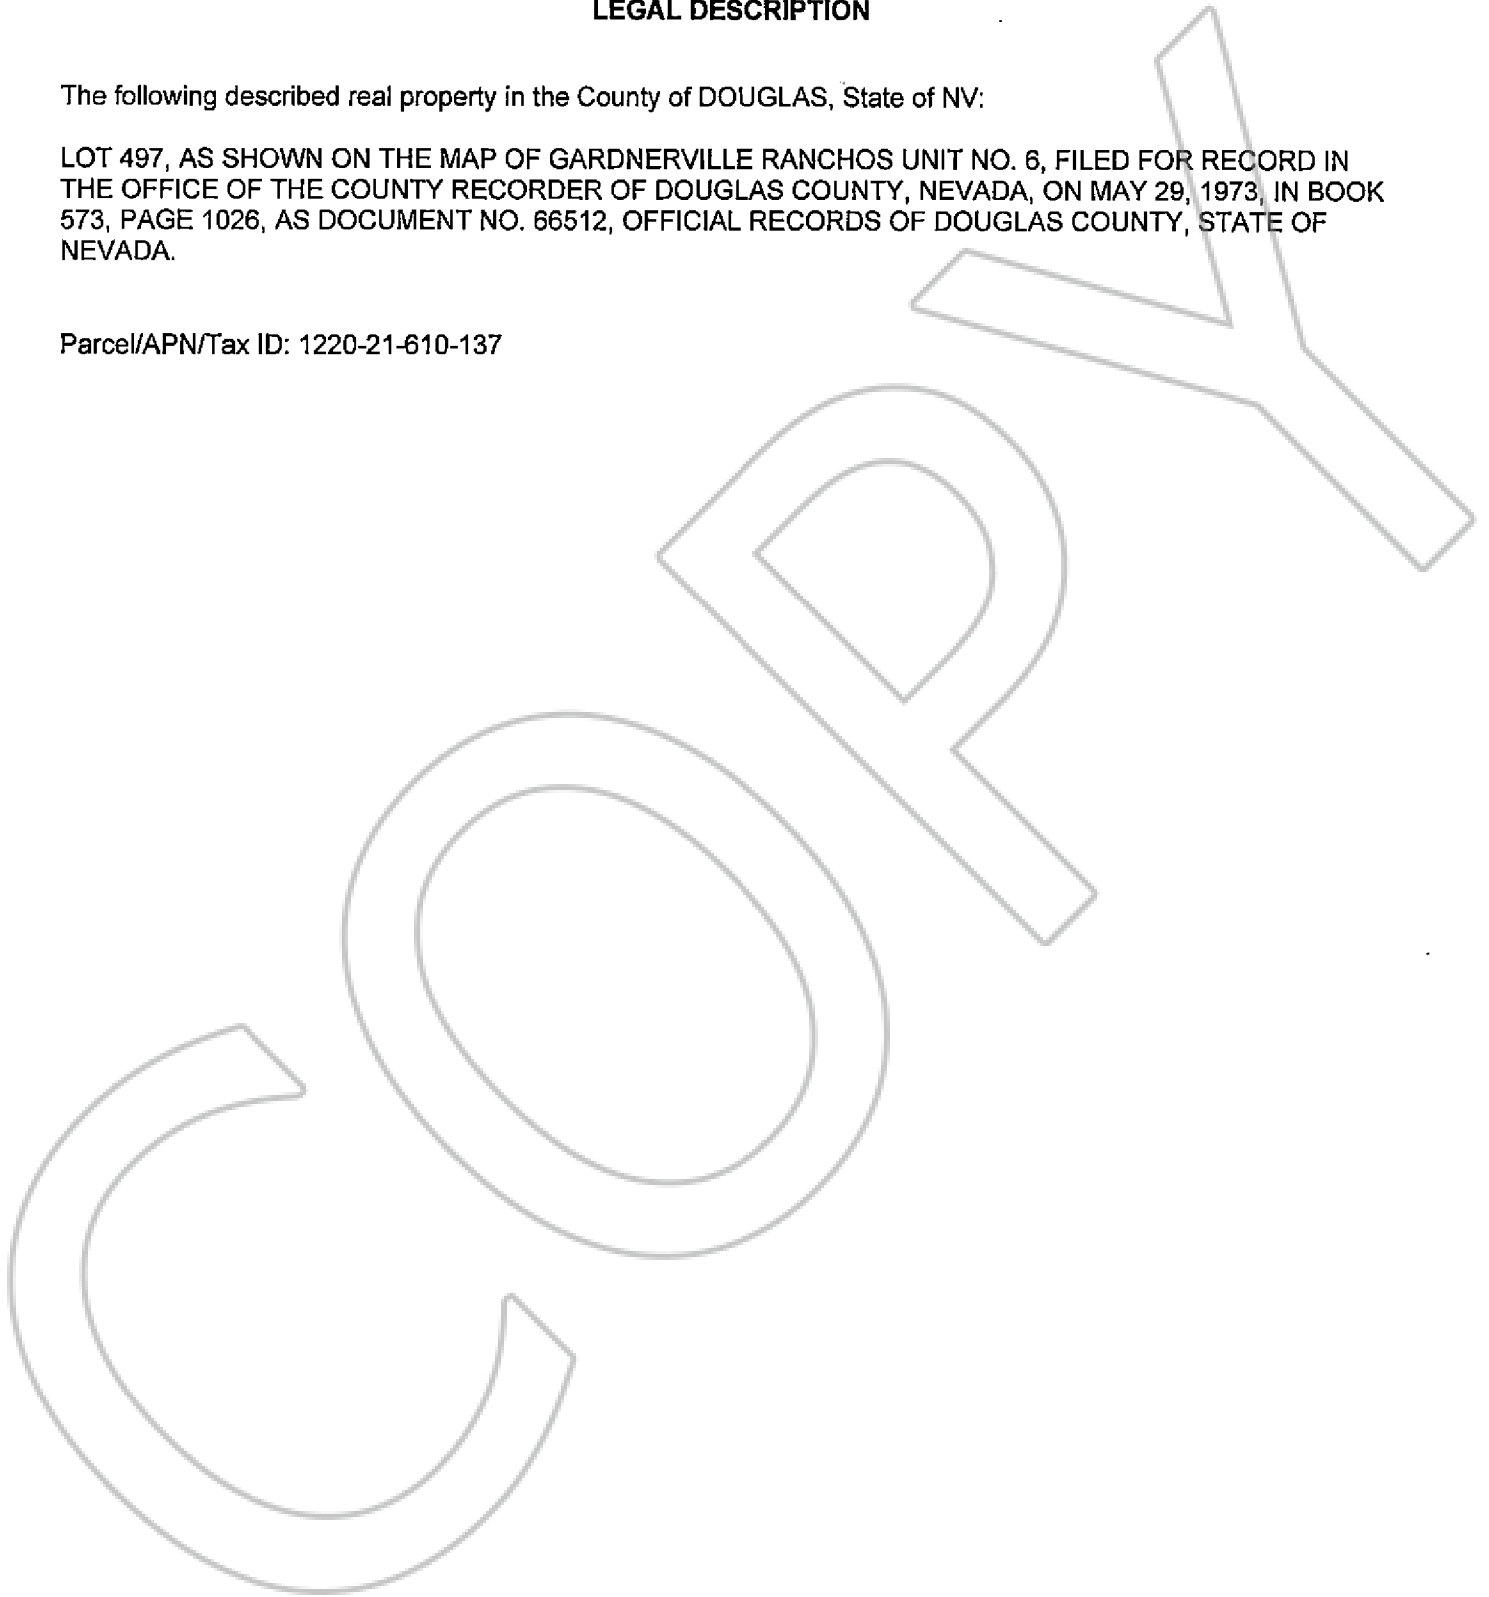 LEGAL DESCRIPTION
The following described real property in the County of DOUGLAS, State of NV:
LOT 497, AS SHOWN ON THE MAP OF GARDNERVILLE RANCHOS UNIT NO. 6, FILED FOR RECORD IN
THE OFFICE OF THE COUNTY RECORDER OF DOUGLAS COUNTY, NEVADA, ON MAY 29, 1973, IN BOOK
573, PAGE 1026, AS DOCUMENT NO. 66512, OFFICIAL RECORDS OF DOUGLAS COUNTY, STATE OF
NEVADA.
Parcel/APN/Tax ID: 1220-21-610-137
COPY